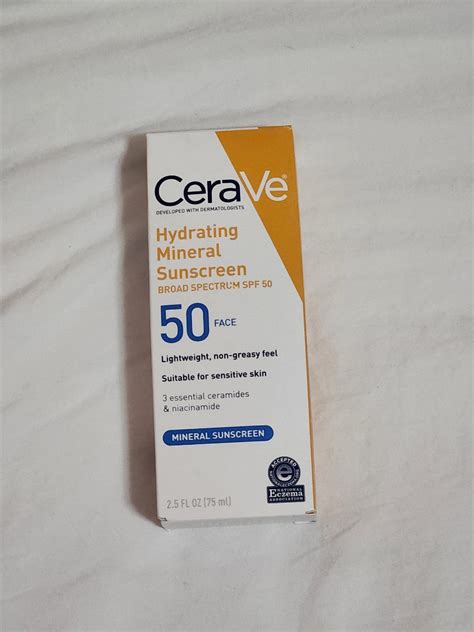 CeraVe®
DEVELOPED WITH DERMATOLOGISTS
Hydrating
Mineral
Sunscreen
BROAD SPECTRUM SPF 50
50 FACE
Lightweight, non-greasy feel
Suitable for sensitive skin
3 essential ceramides
& niacinamide
MINERAL SUNSCREEN
2.5 FL OZ (75 ml)
ACCEPTED
e
NATIONAL
Eczema
ASSOCIATION